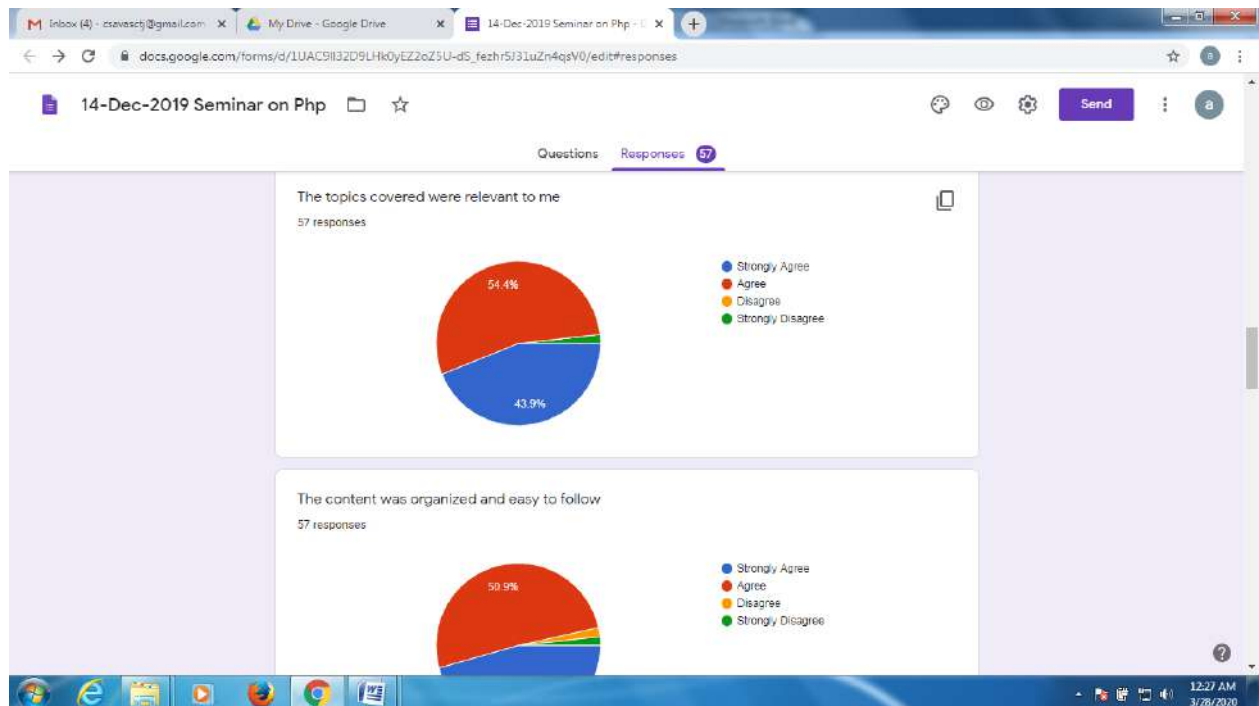 Inbox (4) - csavasctj@gmail.com
My Drive - Google Drive
14-Dec-2019 Seminar on Php -
14-Dec-2019 Seminar on Php
Send
a
Questions Responses 57
The topics covered were relevant to me
57 responses
54.4%
43.9%
Strongly Agree
Agree
Disagree
Strongly Disagree
The content was organized and easy to follow
57 responses
50.9%
Strongly Agree
Agree
Disagree
Strongly Disagree
12:27 AM
3/28/2020